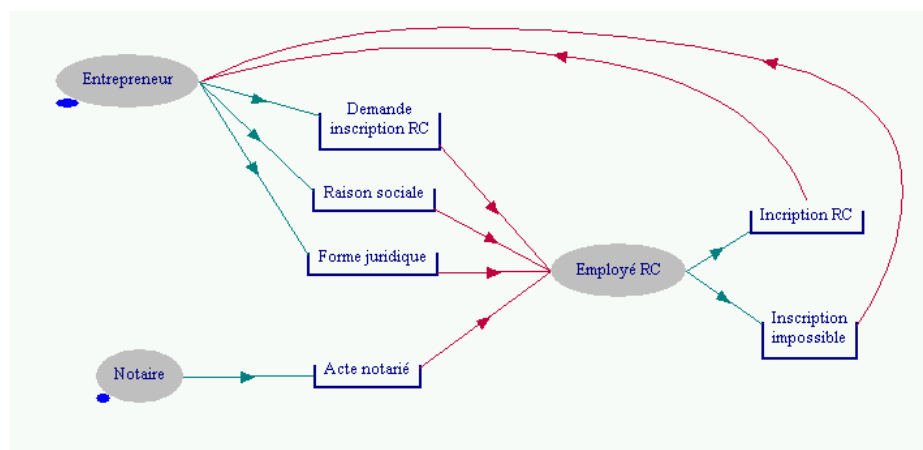 Entrepreneur
Demande
inscription RC
Raison sociale
Forme juridique
Notaire
Acte notarié
Employé RC
Incription RC
Inscription
impossible